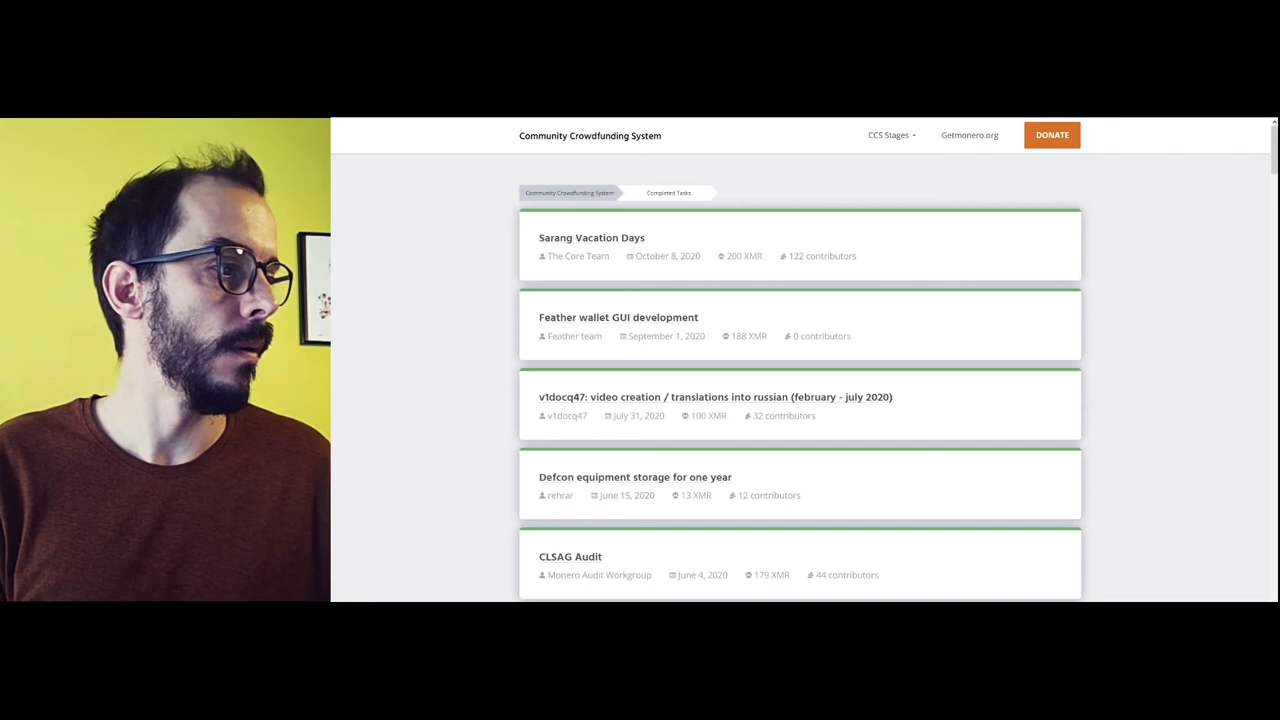 Community Crowdfunding System CCS Stages Getmonero.org DONATE
Community Crowdfunding System Completed Tasks
Sarang Vacation Days
The Core Team October 8, 2020 200 XMR 122 contributors
Feather wallet GUI development
Feather team September 1, 2020 188 XMR 0 contributors
v1docq47: video creation / translations into russian (february - july 2020)
v1docq47 July 31, 2020 100 XMR 32 contributors
Defcon equipment storage for one year
rehrar June 15, 2020 13 XMR 12 contributors
CLSAG Audit
Monero Audit Workgroup June 4, 2020 179 XMR 44 contributors